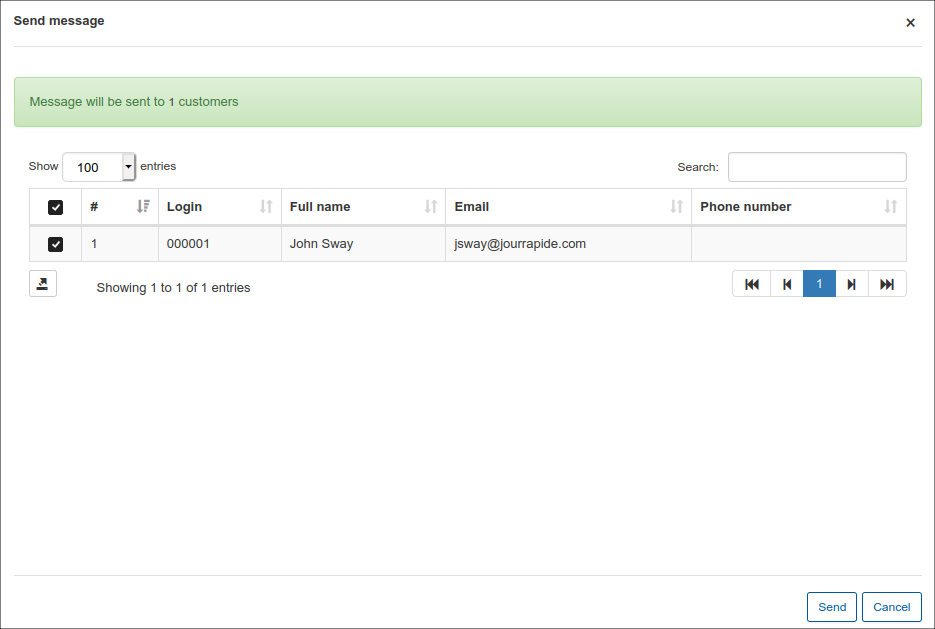 Send message
×
Message will be sent to 1 customers
Show 100 entries
Search:
# Login Full name Email Phone number
1 000001 John Sway jsway@jourrapide.com
Showing 1 to 1 of 1 entries
1
Send Cancel